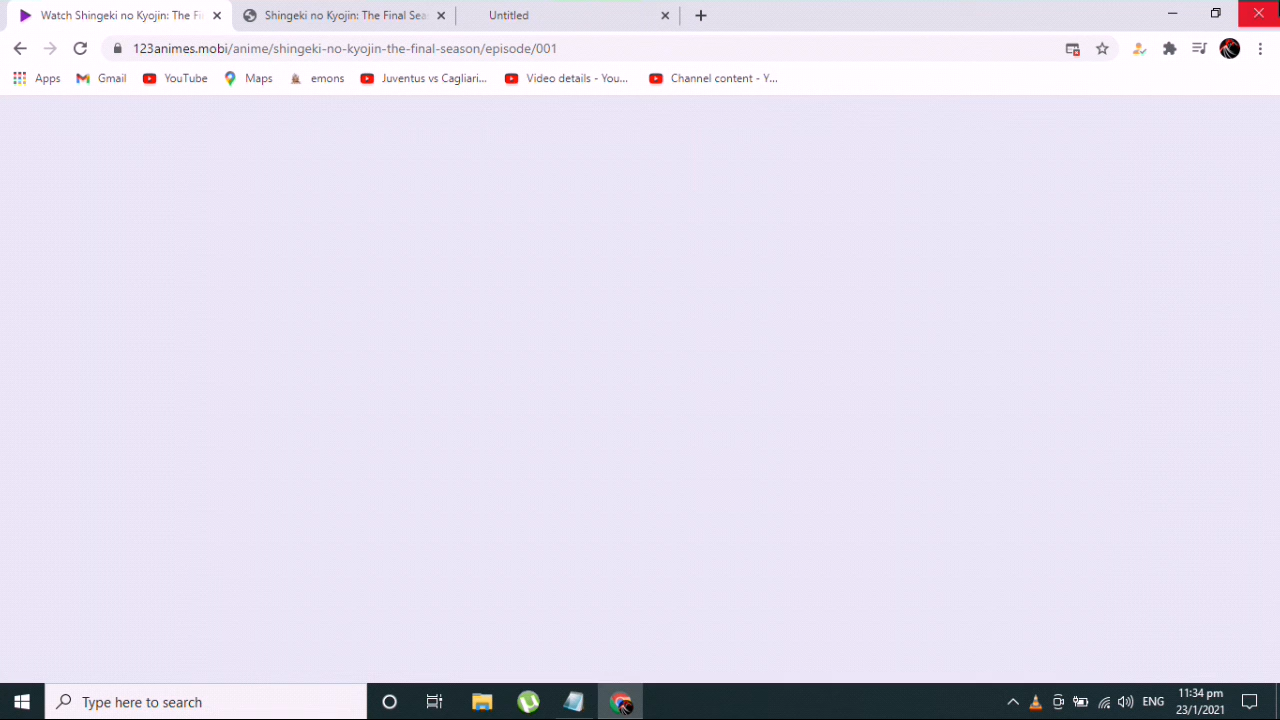 Watch Shingeki no Kyojin: The Fi
Shingeki no Kyojin: The Final Sea
Untitled
123animes.mobi/anime/shingeki-no-kyojin-the-final-season/episode/001
Apps
Gmail
YouTube
Maps
emons
Juventus vs Cagliari...
Video details - You...
Channel content - Y...
Type here to search
ENG
11:34 pm
23/1/2021